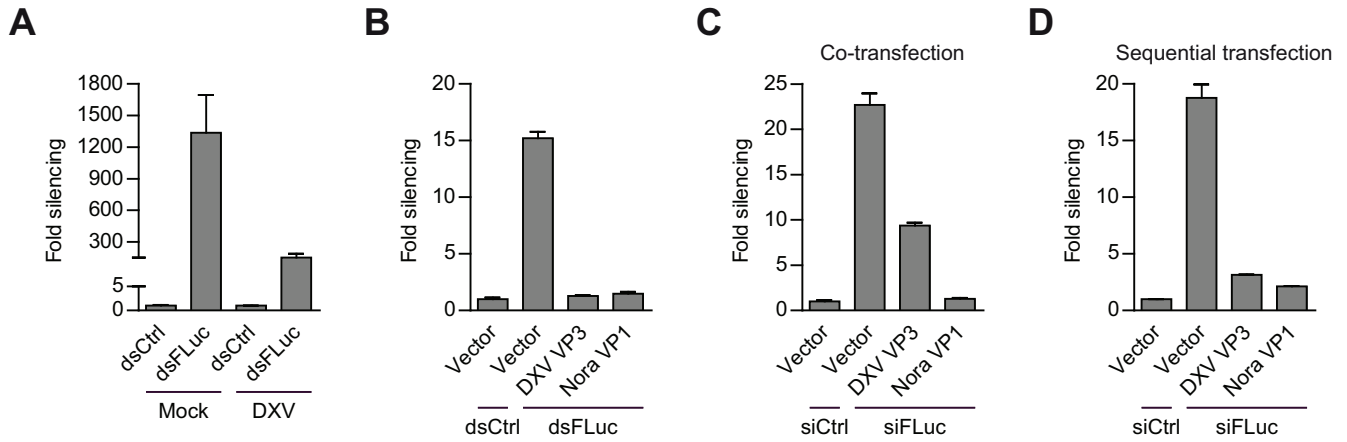 A
Fold silencing
1800
1500
1200
900
600
300
5
0
dsCtrl
dsFLuc
dsCtrl
dsFLuc
Mock
DXV
B
Fold silencing
20
15
10
5
0
Vector
Vector
DXV VP3
Nora VP1
dsCtrl
dsFLuc
C
Co-transfection
Fold silencing
25
20
15
10
5
0
Vector
Vector
DXV VP3
Nora VP1
siCtrl
siFLuc
D
Sequential transfection
Fold silencing
20
15
10
5
0
Vector
Vector
DXV VP3
Nora VP1
siCtrl
siFLuc